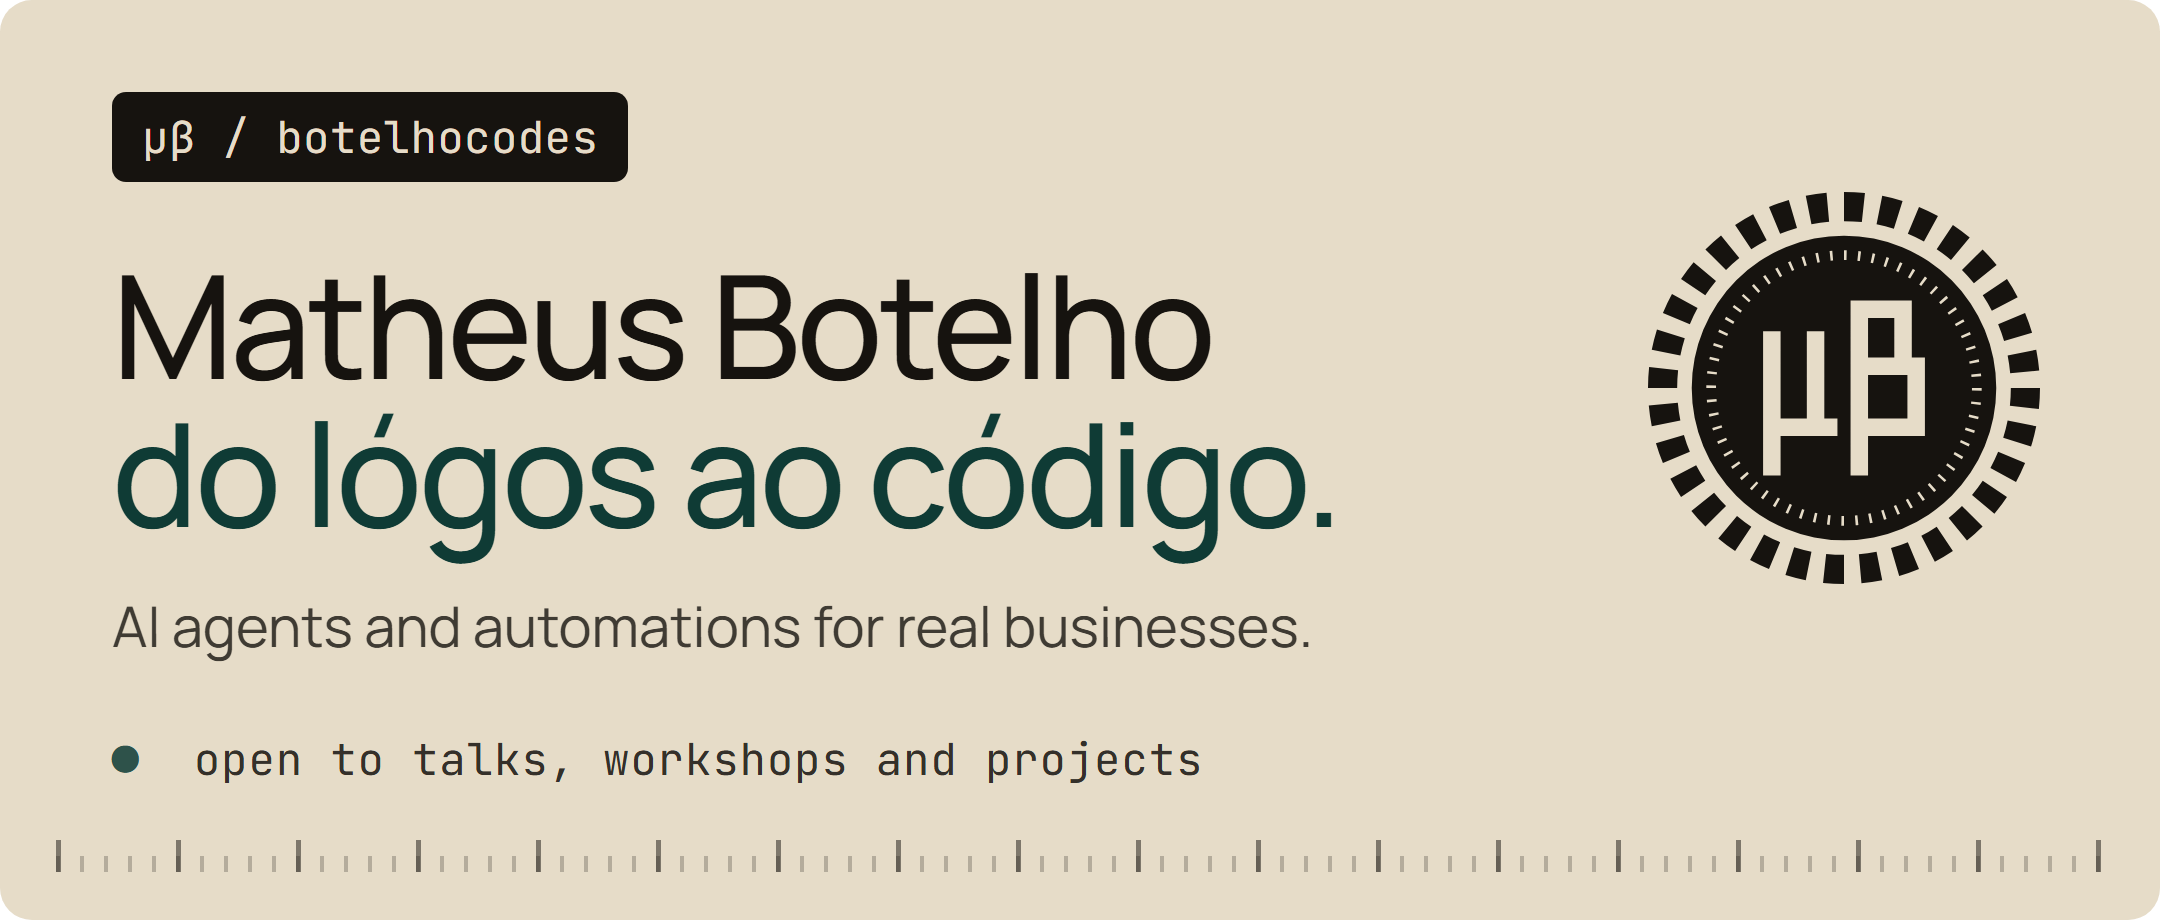 μβ / botelhocodes
Matheus Botelho
do lógos ao código.
μβ
AI agents and automations for real businesses.
open to talks, workshops and projects